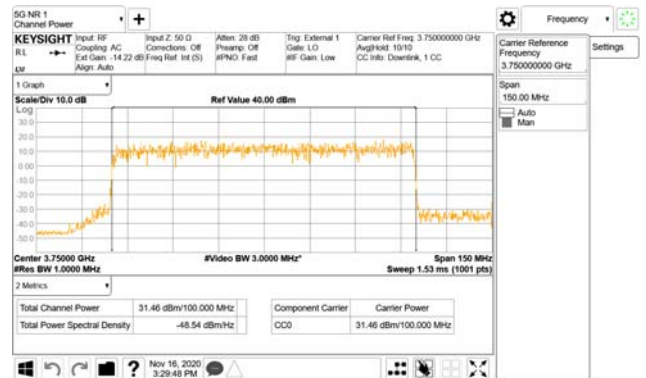 5G NR 1
Channel Power
Frequency
KEYSIGHT
RL
Input: RF
Coupling: AC
Ext Gain: -14.22 dB
Align: Auto
Input Z: 50 Ω
Corrections: Off
Freq Ref: Int (S)
Atten: 28 dB
Preamp: Off
#PNO: Fast
Trig: External 1
Gate: LO
#IF Gain: Low
Carrier Ref Freq: 3.750000000 GHz
Avg|Hold: 10/10
CC Info: Downlink, 1 CC
Carrier Reference
Frequency
3.750000000 GHz
Settings
Span
150.00 MHz
Auto
Man
1 Graph
Scale/Div 10.0 dB
Ref Value 40.00 dBm
Log
30.0
20.0
10.0
0.00
-10.0
-20.0
-30.0
-40.0
-50.0
Center 3.75000 GHz
#Video BW 3.0000 MHz*
Span 150 MHz
#Res BW 1.0000 MHz
Sweep 1.53 ms (1001 pts)
2 Metrics
Total Channel Power 31.46 dBm/100.000 MHz
Total Power Spectral Density -48.54 dBm/Hz
Component Carrier Carrier Power
CC0 31.46 dBm/100.000 MHz
?
Nov 16, 2020
3:29:48 PM